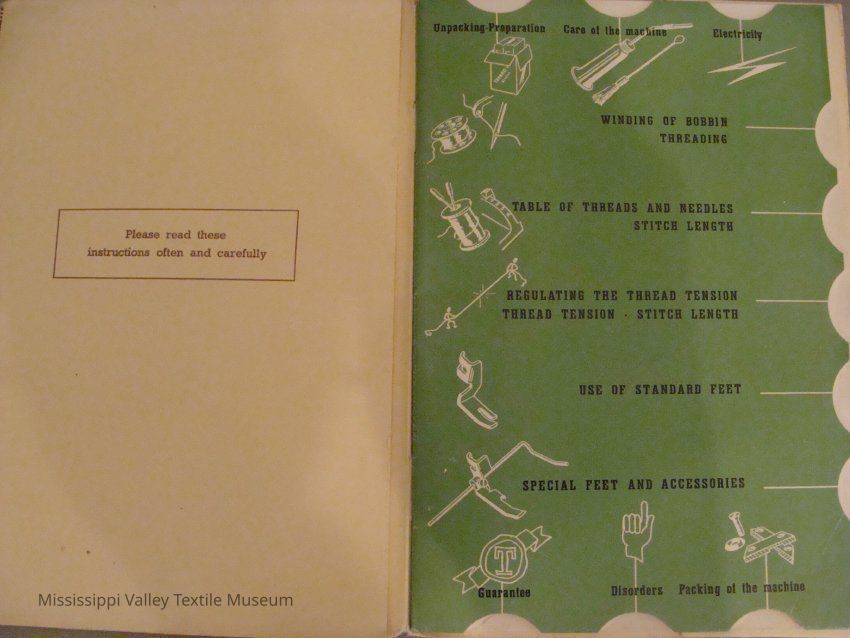 Please read these
instructions often and carefully
Mississippi Valley Textile Museum
Unpacking-Preparation
Care of the machine
Electricity
WINDING OF BOBBIN
THREADING
TABLE OF THREADS AND NEEDLES
STITCH LENGTH
REGULATING THE THREAD TENSION
THREAD TENSION · STITCH LENGTH
USE OF STANDARD FEET
SPECIAL FEET AND ACCESSORIES
T
Guarantee
Disorders
Packing of the machine